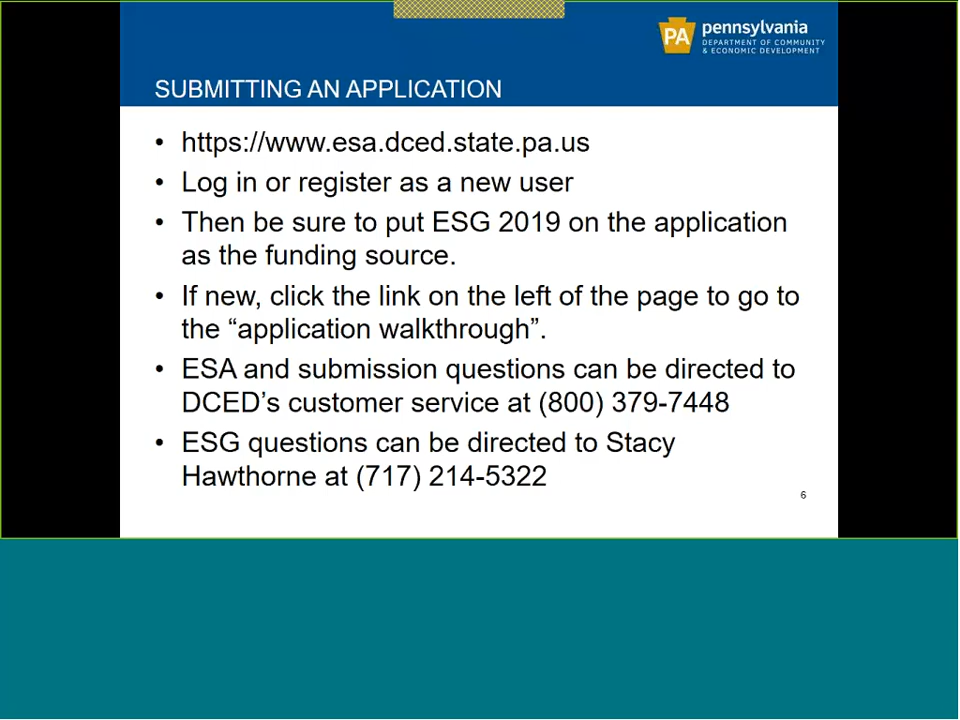 PA
pennsylvania
DEPARTMENT OF COMMUNITY
& ECONOMIC DEVELOPMENT
SUBMITTING AN APPLICATION
• https://www.esa.dced.state.pa.us
• Log in or register as a new user
• Then be sure to put ESG 2019 on the application
as the funding source.
• If new, click the link on the left of the page to go to
the “application walkthrough”.
• ESA and submission questions can be directed to
DCED’s customer service at (800) 379-7448
• ESG questions can be directed to Stacy
Hawthorne at (717) 214-5322
6